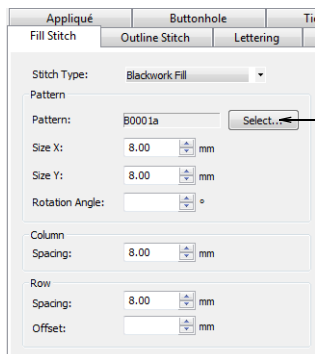 Appliqué Buttonhole Tie
Fill Stitch Outline Stitch Lettering
Stitch Type: Blackwork Fill
Pattern
Pattern: B0001a Select...
Size X: 8.00 mm
Size Y: 8.00 mm
Rotation Angle: °
Column
Spacing: 8.00 mm
Row
Spacing: 8.00 mm
Offset: mm